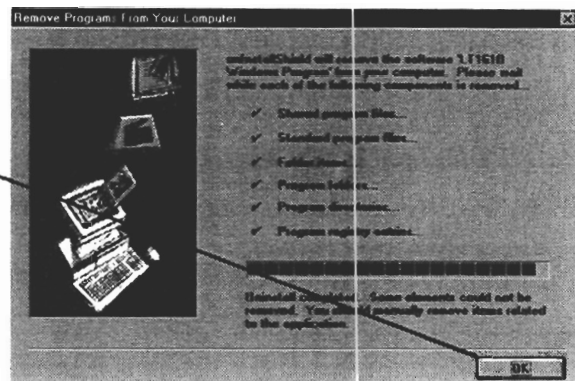 Remove Programs From Your Computer
unInstallShield will remove the software 'LT1610
Windows Program' from your computer. Please wait
while each of the following components is removed...
✓ Shared program files...
✓ Standard program files...
✓ Folder items...
✓ Program folders...
✓ Program directories...
✓ Program registry entries...
Uninstall completed. Some elements could not be
removed. You should manually remove items related
to the application.
OK